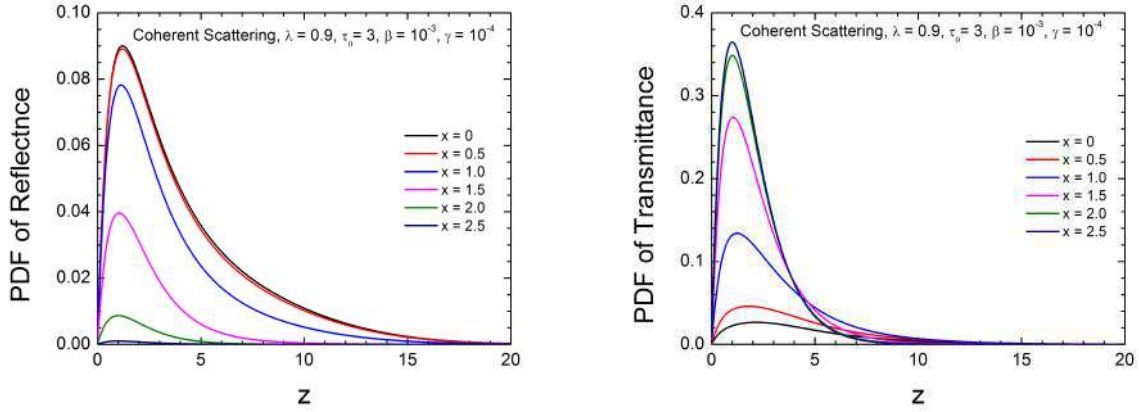 Coherent Scattering, λ = 0.9, τ₀= 3, β = 10⁻³, γ = 10⁻⁴
PDF of Reflectnce
0.10
0.08
0.06
0.04
0.02
0.00
x = 0
x = 0.5
x = 1.0
x = 1.5
x = 2.0
x = 2.5
0 5 10 15 20
z
Coherent Scattering, λ = 0.9, τ₀= 3, β = 10⁻³, γ = 10⁻⁴
PDF of Transmittance
0.4
0.3
0.2
0.1
0.0
x = 0
x = 0.5
x = 1.0
x = 1.5
x = 2.0
x = 2.5
0 5 10 15 20
z